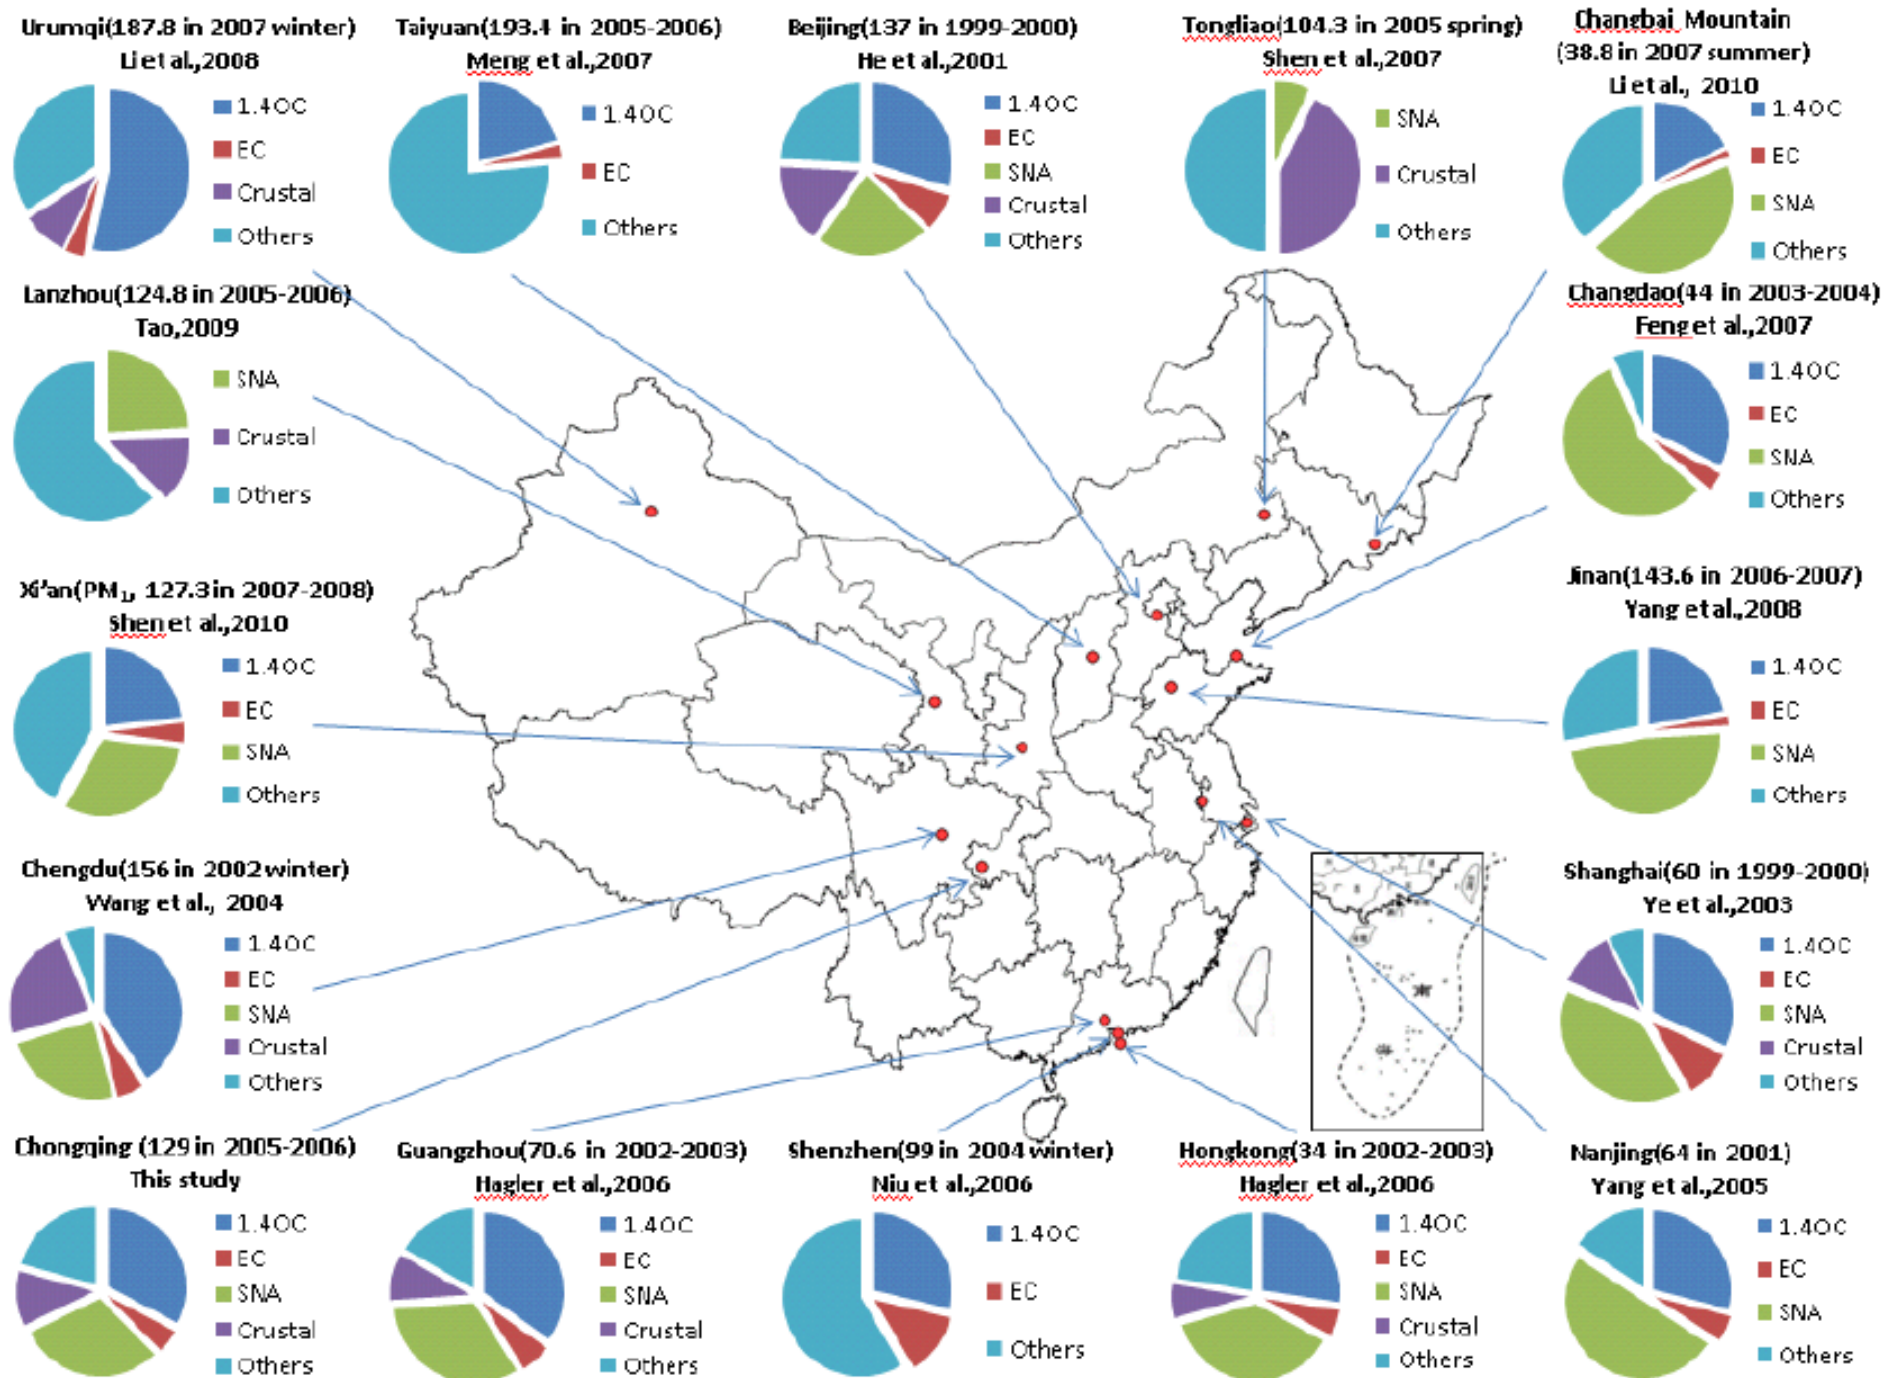 Urumqi(187.8 in 2007 winter)
Li et al.,2008
1.4OC
EC
Crustal
Others
Taiyuan(193.4 in 2005-2006)
Meng et al.,2007
1.4OC
EC
Others
Beijing(137 in 1999-2000)
He et al.,2001
1.4OC
EC
SNA
Crustal
Others
Tongliao(104.3 in 2005 spring)
Shen et al.,2007
SNA
Crustal
Others
Changbai Mountain
(38.8 in 2007 summer)
Li et al., 2010
1.4OC
EC
SNA
Others
Lanzhou(124.8 in 2005-2006)
Tao,2009
SNA
Crustal
Others
Changdao(44 in 2003-2004)
Feng et al.,2007
1.4OC
EC
SNA
Others
Xi'an(PM₁, 127.3 in 2007-2008)
Shen et al.,2010
1.4OC
EC
SNA
Others
Jinan(143.6 in 2006-2007)
Yang et al.,2008
1.4OC
EC
SNA
Others
Chengdu(156 in 2002 winter)
Wang et al., 2004
1.4OC
EC
SNA
Crustal
Others
Shanghai(60 in 1999-2000)
Ye et al.,2003
1.4OC
EC
SNA
Crustal
Others
Chongqing (129 in 2005-2006)
This study
1.4OC
EC
SNA
Crustal
Others
Guangzhou(70.6 in 2002-2003)
Hagler et al.,2006
1.4OC
EC
SNA
Crustal
Others
Shenzhen(99 in 2004 winter)
Niu et al.,2006
1.4OC
EC
Others
Hongkong(34 in 2002-2003)
Hagler et al.,2006
1.4OC
EC
SNA
Crustal
Others
Nanjing(64 in 2001)
Yang et al.,2005
1.4OC
EC
SNA
Others